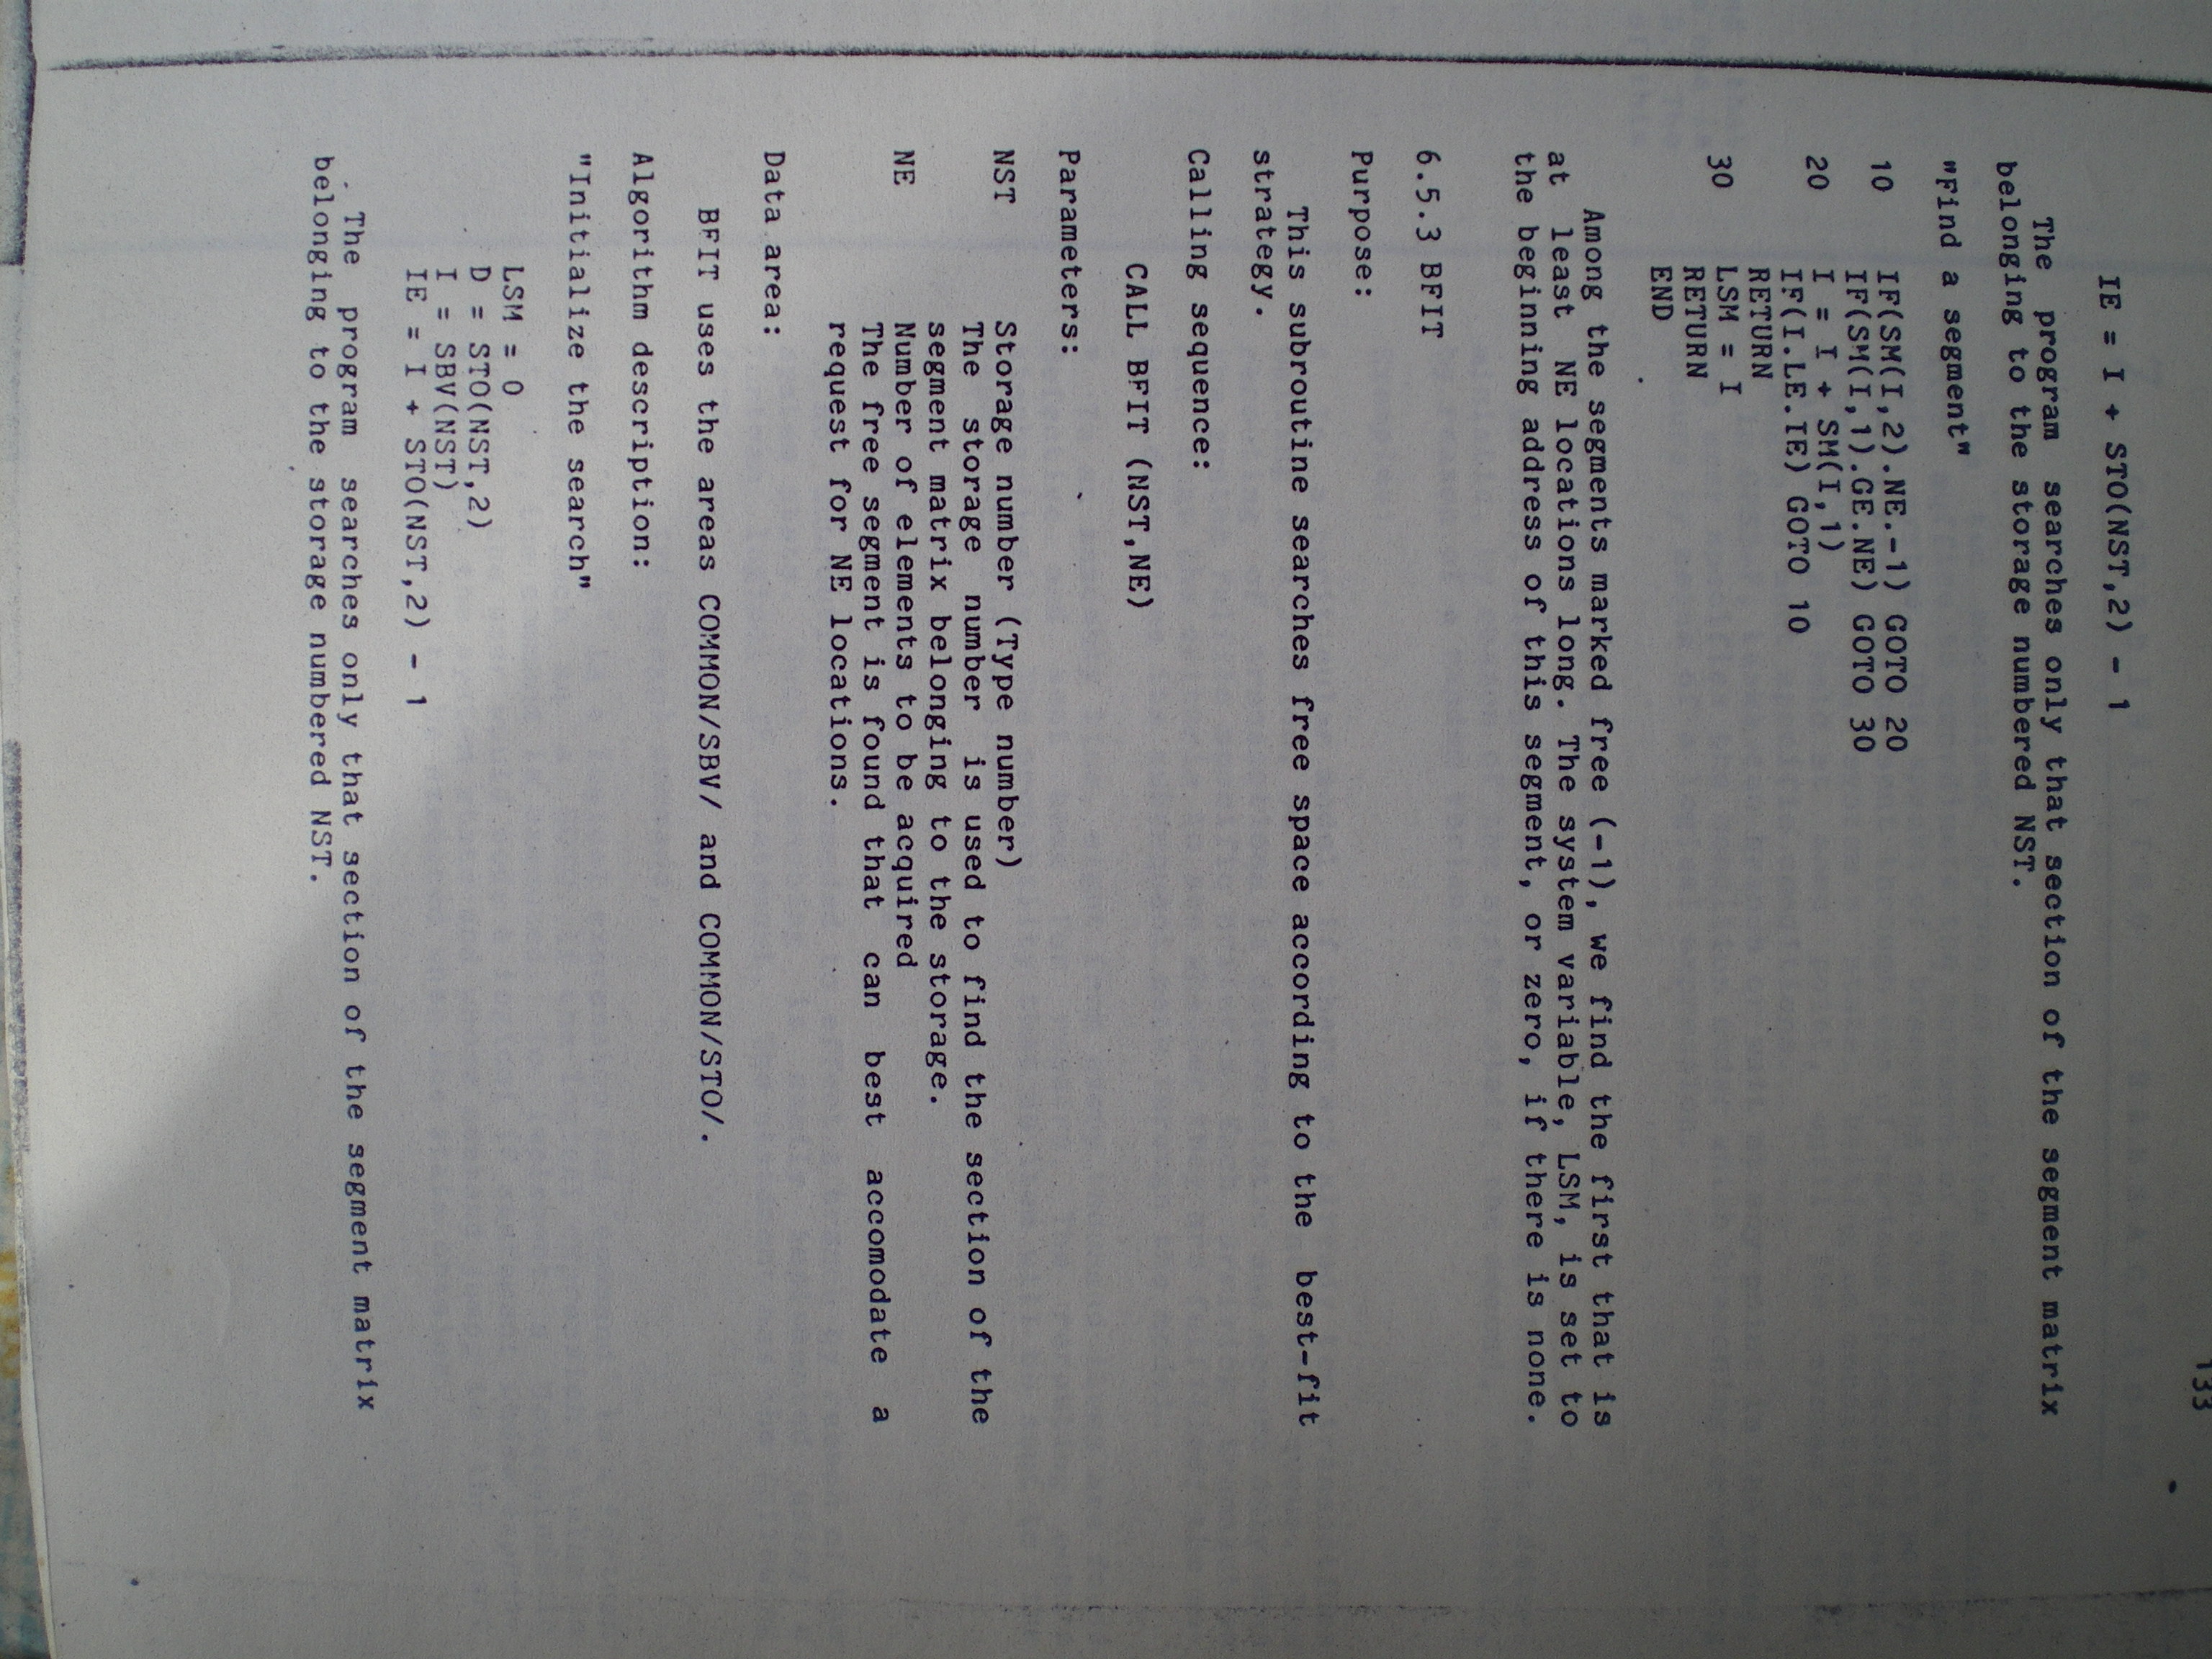 133
IE = I + STO(NST,2) - 1
The program searches only that section of the segment matrix
belonging to the storage numbered NST.
"Find a segment"
10 IF(SM(I,2).NE.-1) GOTO 20
IF(SM(I,1).GE.NE) GOTO 30
20 I = I + SM(I,1)
IF(I.LE.IE) GOTO 10
RETURN
30 LSM = I
RETURN
END
Among the segments marked free (-1), we find the first that is
at least NE locations long. The system variable, LSM, is set to
the beginning address of this segment, or zero, if there is none.
6.5.3 BFIT
Purpose:
This subroutine searches free space according to the best-fit
strategy.
Calling sequence:
CALL BFIT (NST,NE)
Parameters:
NST Storage number (Type number)
The storage number is used to find the section of the
segment matrix belonging to the storage.
NE Number of elements to be acquired
The free segment is found that can best accomodate a
request for NE locations.
Data area:
BFIT uses the areas COMMON/SBV/ and COMMON/STO/.
Algorithm description:
"Initialize the search"
LSM = 0
D = STO(NST,2)
I = SBV(NST)
IE = I + STO(NST,2) - 1
The program searches only that section of the segment matrix
belonging to the storage numbered NST.